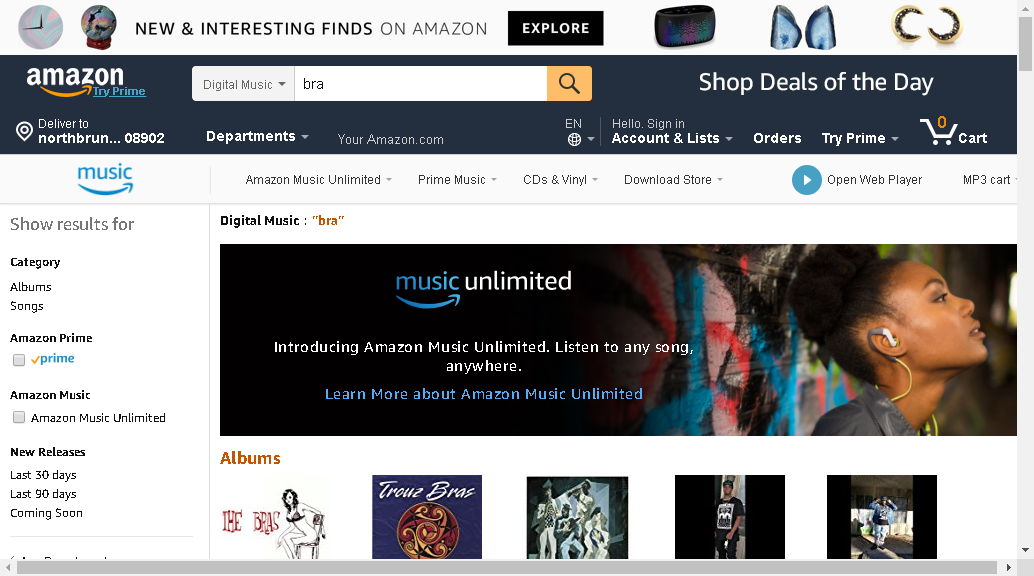 NEW & INTERESTING FINDS ON AMAZON
EXPLORE
amazon
Try Prime
Digital Music
bra
Shop Deals of the Day
Deliver to
northbrun... 08902
Departments
Your Amazon.com
EN
Hello. Sign in
Account & Lists
Orders
Try Prime
0
Cart
music
Amazon Music Unlimited
Prime Music
CDs & Vinyl
Download Store
Open Web Player
MP3 cart
Show results for
Category
Albums
Songs
Amazon Prime
prime
Amazon Music
Amazon Music Unlimited
New Releases
Last 30 days
Last 90 days
Coming Soon
Digital Music : "bra"
music unlimited
Introducing Amazon Music Unlimited. Listen to any song,
anywhere.
Learn More about Amazon Music Unlimited
Albums
THE BRAS
Trouz Bras